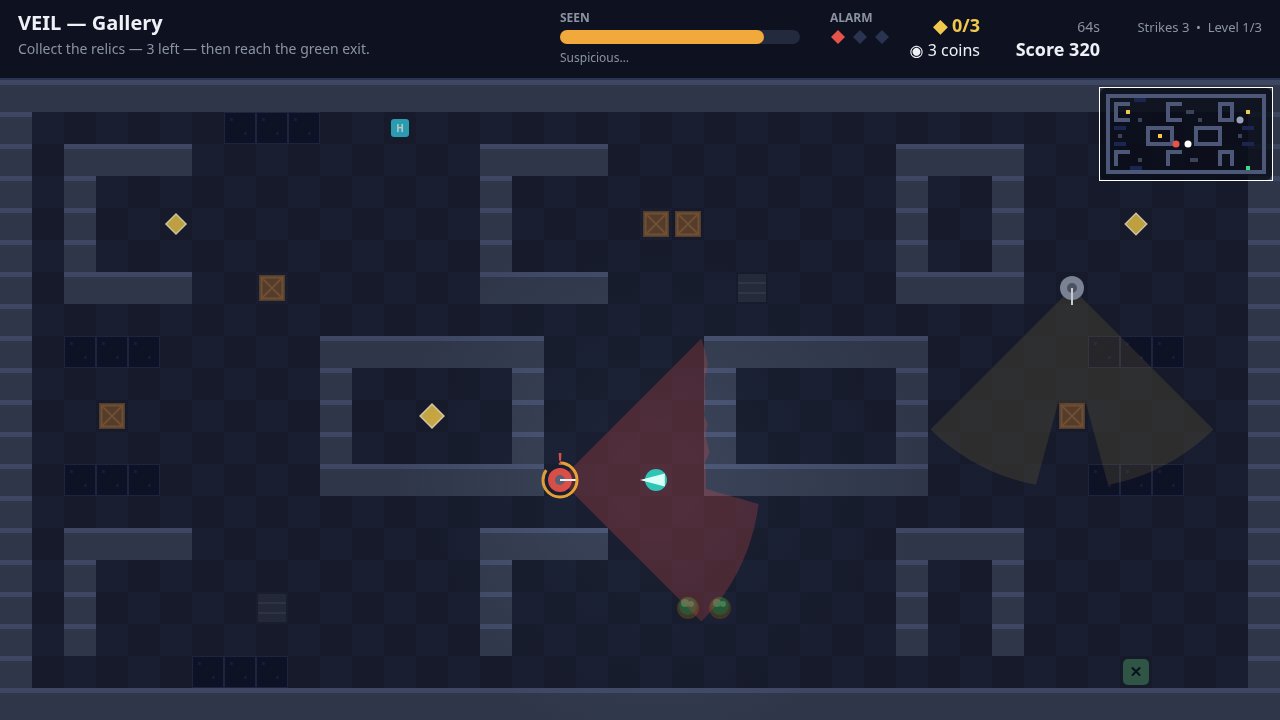 VEIL — Gallery
Collect the relics — 3 left — then reach the green exit.
SEEN
Suspicious…
ALARM
◆ 0/3
◉ 3 coins
64s
Score 320
Strikes 3 • Level 1/3
H
!
✕